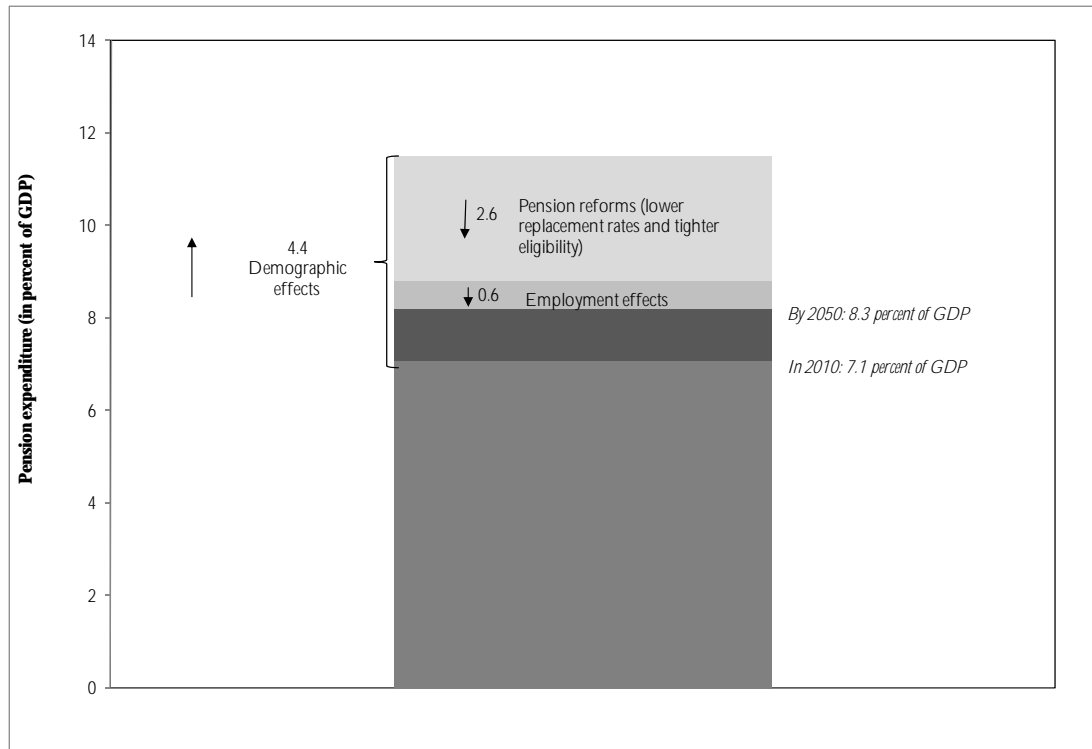 Pension expenditure (in percent of GDP)
14
12
10
8
6
4
2
0
4.4
Demographic
effects
2.6
Pension reforms (lower
replacement rates and tighter
eligibility)
0.6
Employment effects
By 2050: 8.3 percent of GDP
In 2010: 7.1 percent of GDP